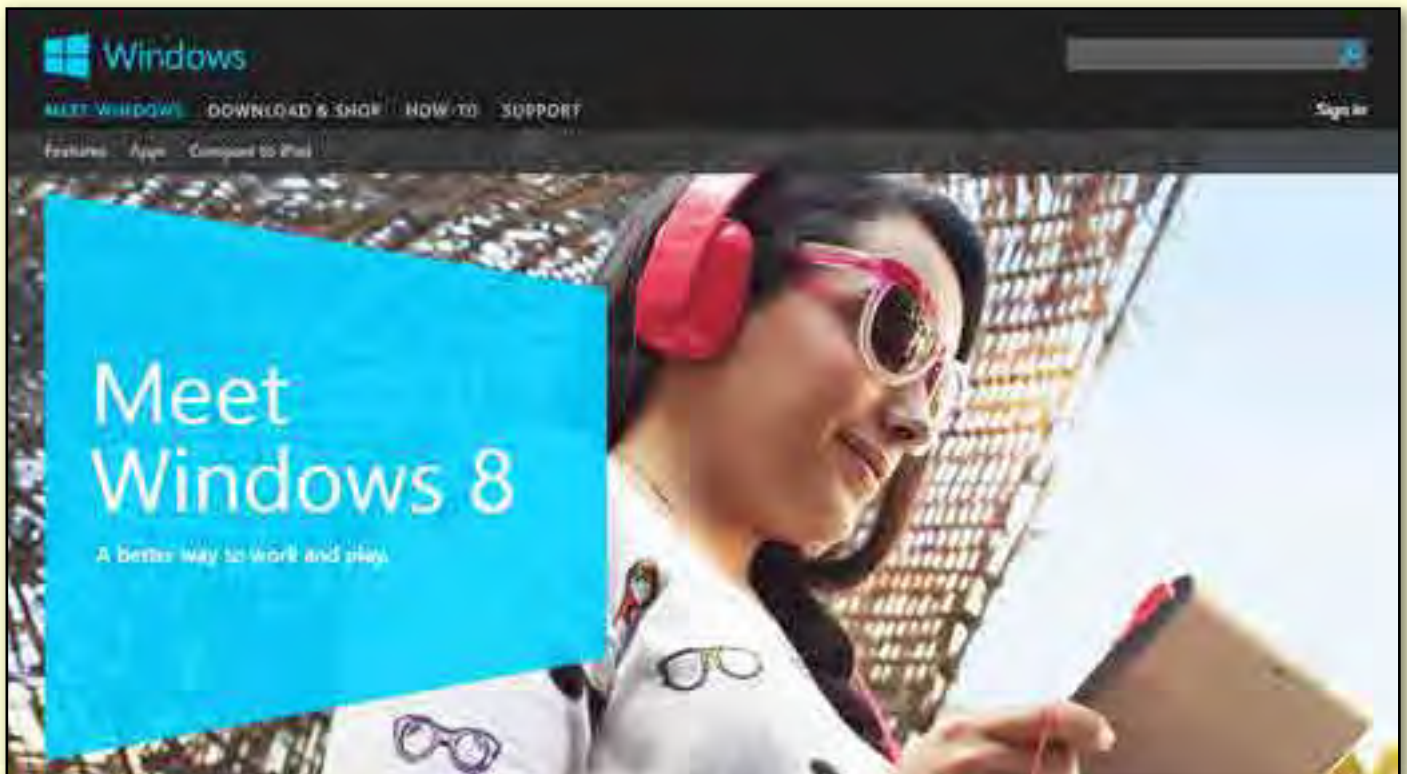 Windows
MEET WINDOWS DOWNLOAD & SHOP HOW-TO SUPPORT
Sign in
Features Apps Compare to iPad
Meet
Windows 8
A better way to work and play.